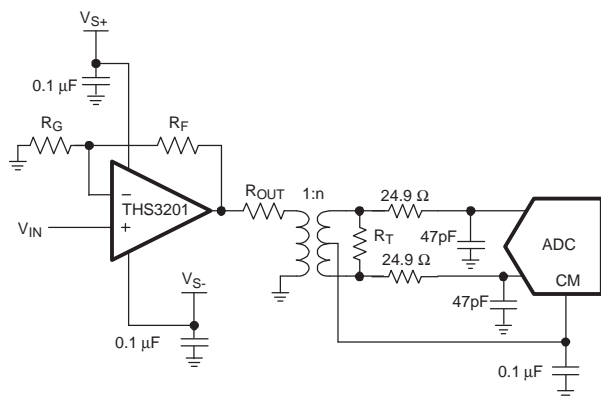 VS+
0.1 μF
RG
RF
THS3201
−
+
VIN
ROUT
1:n
24.9 Ω
RT
47pF
24.9 Ω
ADC
CM
47pF
VS-
0.1 μF
0.1 μF